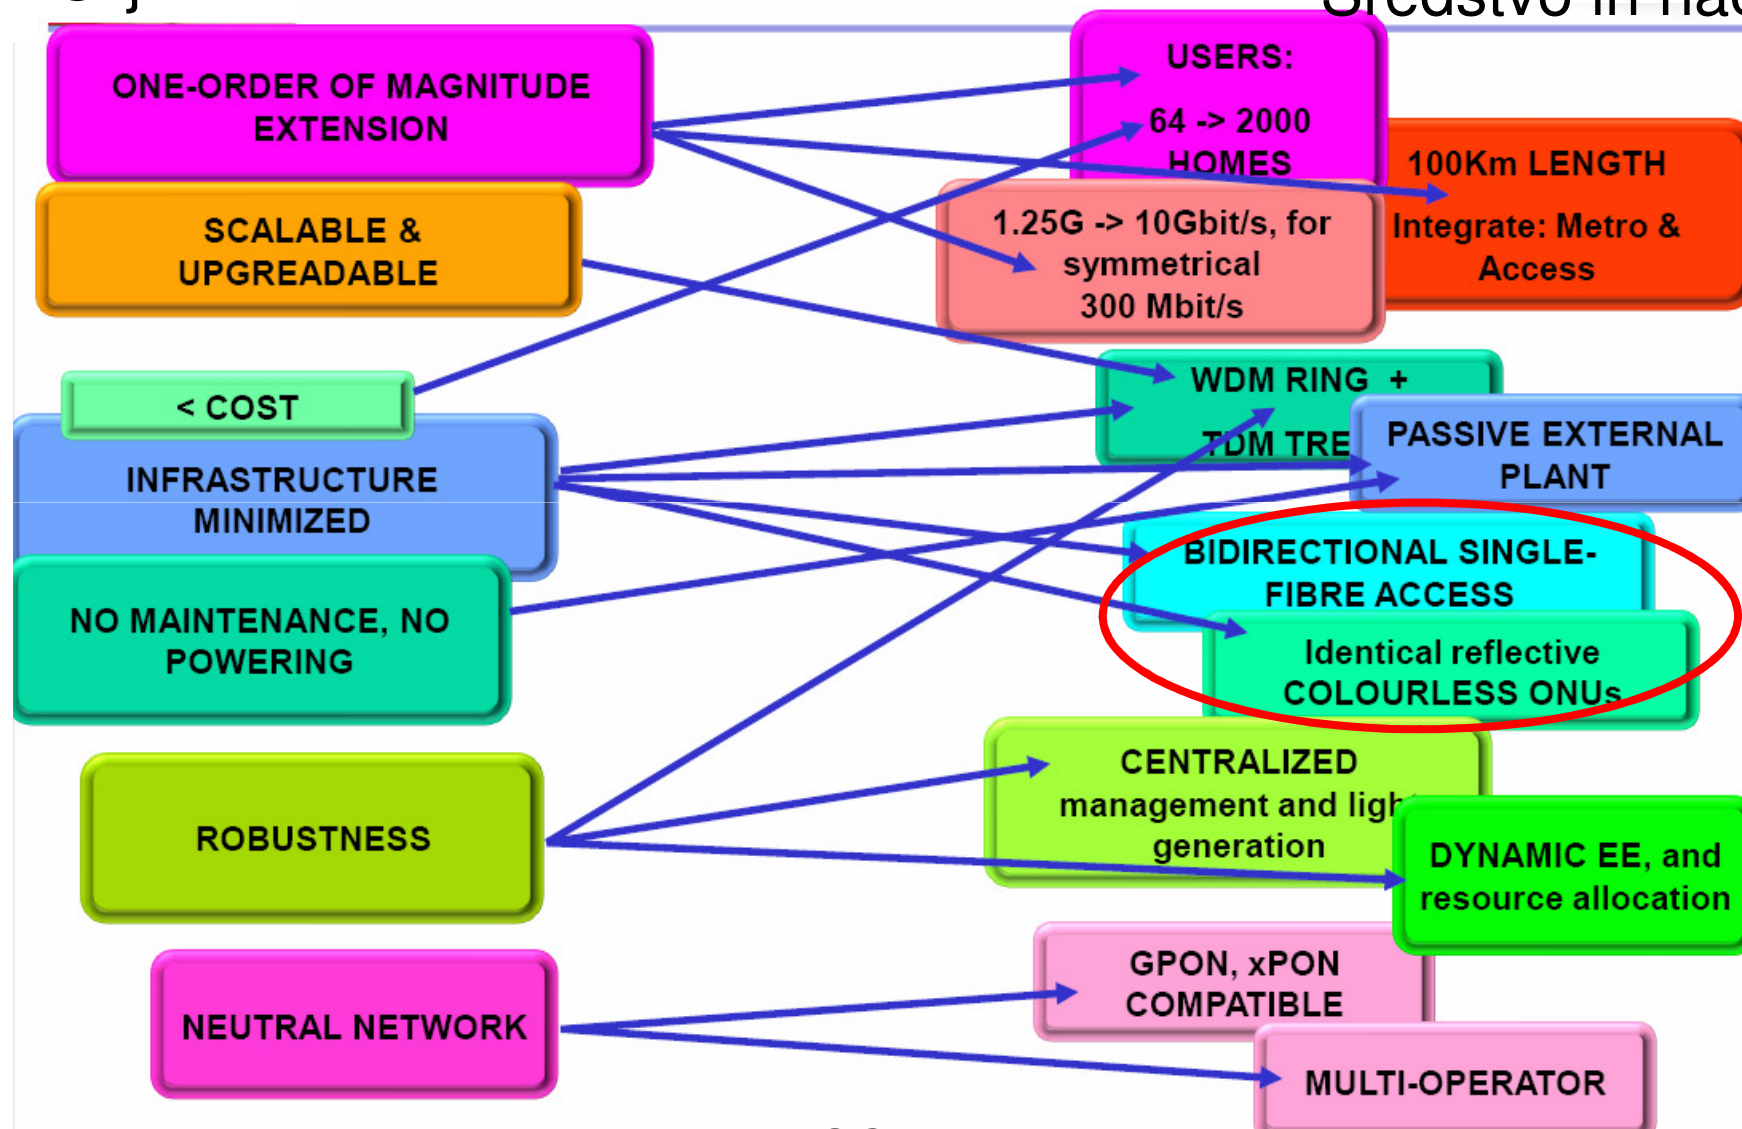 ONE-ORDER OF MAGNITUDE
EXTENSION
SCALABLE &
UPGREADABLE
< COST
INFRASTRUCTURE
MINIMIZED
NO MAINTENANCE, NO
POWERING
ROBUSTNESS
NEUTRAL NETWORK
Sredstvo in
USERS:
64 -> 2000
HOMES
100Km LENGTH
Integrate: Metro &
Access
1.25G -> 10Gbit/s, for
symmetrical
300 Mbit/s
WDM RING +
TDM TRE
PASSIVE EXTERNAL
PLANT
BIDIRECTIONAL SINGLE-
FIBRE ACCESS
Identical reflective
COLOURLESS ONUs
CENTRALIZED
management and ligh
generation
DYNAMIC EE, and
resource allocation
GPON, xPON
COMPATIBLE
MULTI-OPERATOR